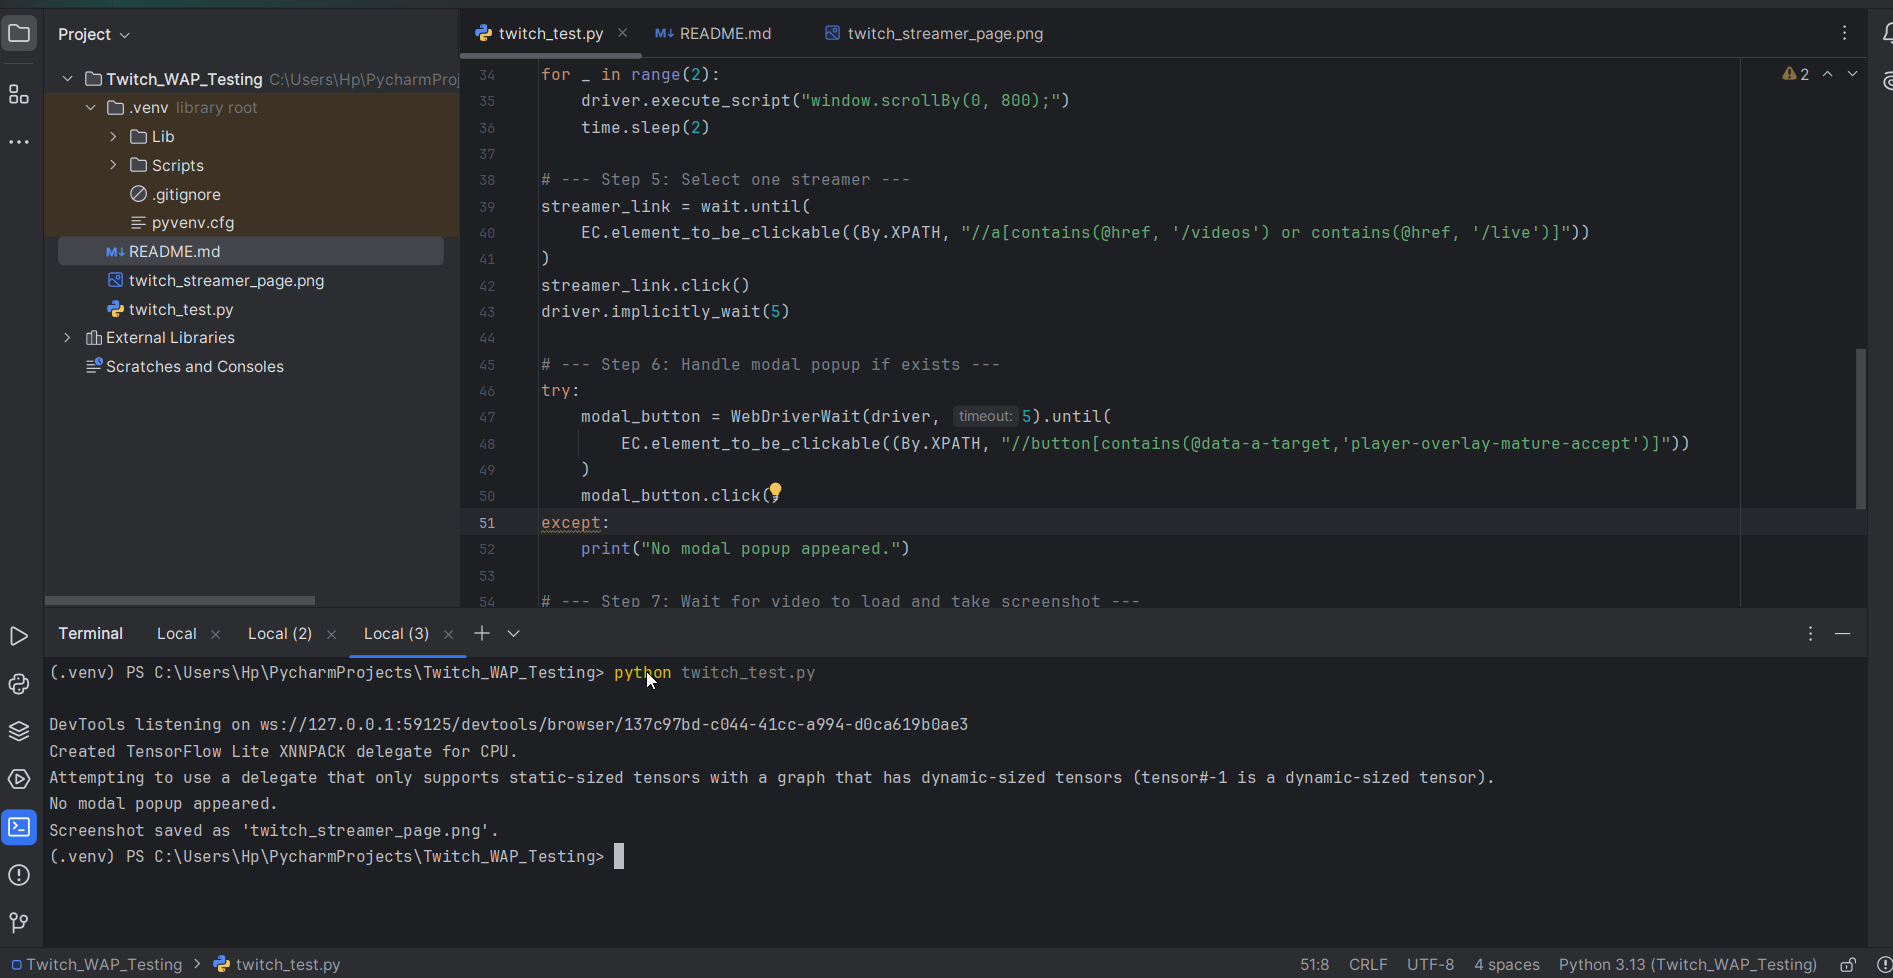 Project
Twitch_WAP_Testing C:\Users\Hp\PycharmProj
.venv library root
Lib
Scripts
.gitignore
pyvenv.cfg
README.md
twitch_streamer_page.png
twitch_test.py
External Libraries
Scratches and Consoles
twitch_test.py README.md twitch_streamer_page.png
2
34 for _ in range(2):
35 driver.execute_script("window.scrollBy(0, 800);")
36 time.sleep(2)
37
38 # --- Step 5: Select one streamer ---
39 streamer_link = wait.until(
40 EC.element_to_be_clickable((By.XPATH, "//a[contains(@href, '/videos') or contains(@href, '/live')]"))
41 )
42 streamer_link.click()
43 driver.implicitly_wait(5)
44
45 # --- Step 6: Handle modal popup if exists ---
46 try:
47 modal_button = WebDriverWait(driver, timeout: 5).until(
48 EC.element_to_be_clickable((By.XPATH, "//button[contains(@data-a-target,'player-overlay-mature-accept')]"))
49 )
50 modal_button.click(
51 except:
52 print("No modal popup appeared.")
53
54 # --- Step 7: Wait for video to load and take screenshot ---
Terminal Local Local (2) Local (3)
(.venv) PS C:\Users\Hp\PycharmProjects\Twitch_WAP_Testing> python twitch_test.py
DevTools listening on ws://127.0.0.1:59125/devtools/browser/137c97bd-c044-41cc-a994-d0ca619b0ae3
Created TensorFlow Lite XNNPACK delegate for CPU.
Attempting to use a delegate that only supports static-sized tensors with a graph that has dynamic-sized tensors (tensor#-1 is a dynamic-sized tensor).
No modal popup appeared.
Screenshot saved as 'twitch_streamer_page.png'.
(.venv) PS C:\Users\Hp\PycharmProjects\Twitch_WAP_Testing>
Twitch_WAP_Testing > twitch_test.py
51:8 CRLF UTF-8 4 spaces Python 3.13 (Twitch_WAP_Testing)